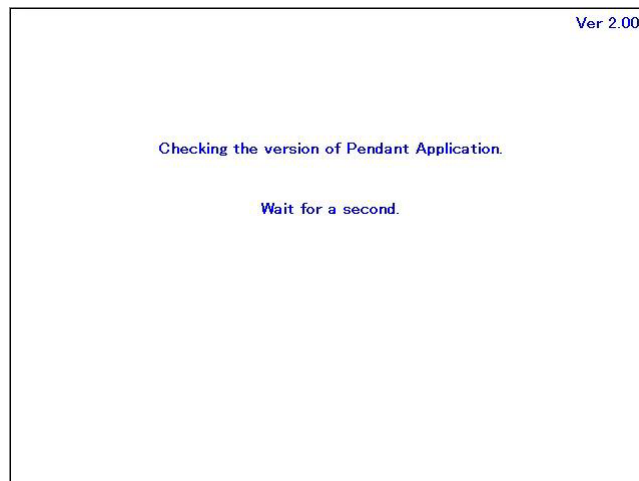 Ver 2.00
Checking the version of Pendant Application.
Wait for a second.